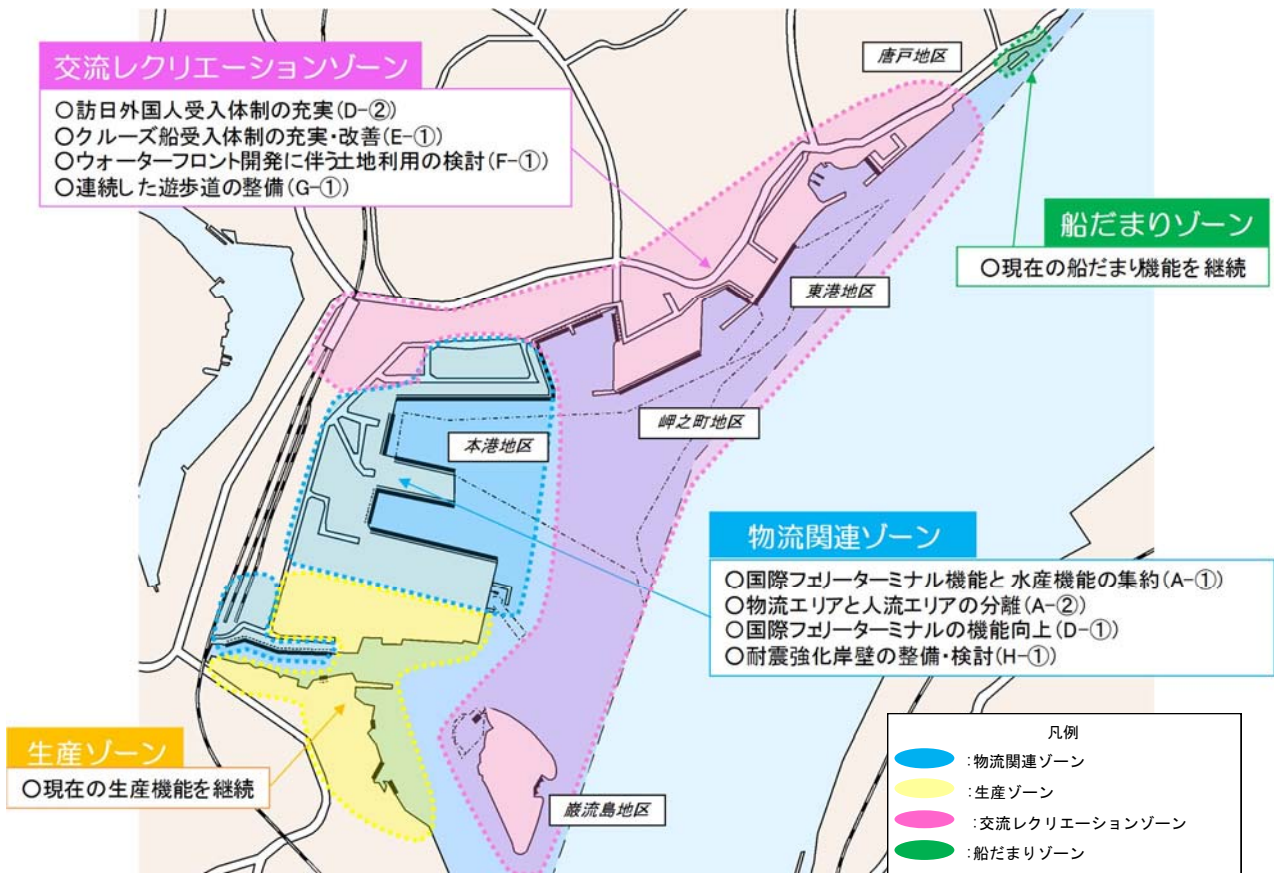 交流レクリエーションゾーン
○訪日外国人受入体制の充実(D-②)
○クルーズ船受入体制の充実・改善(E-①)
○ウォーターフロント開発に伴う土地利用の検討(F-①)
○連続した遊歩道の整備(G-①)
唐戸地区
船だまりゾーン
○現在の船だまり機能を継続
東港地区
岬之町地区
本港地区
物流関連ゾーン
○国際フェリーターミナル機能と水産機能の集約(A-①)
○物流エリアと人流エリアの分離(A-②)
○国際フェリーターミナルの機能向上(D-①)
○耐震強化岸壁の整備・検討(H-①)
生産ゾーン
○現在の生産機能を継続
巌流島地区
凡例
:物流関連ゾーン
:生産ゾーン
:交流レクリエーションゾーン
:船だまりゾーン